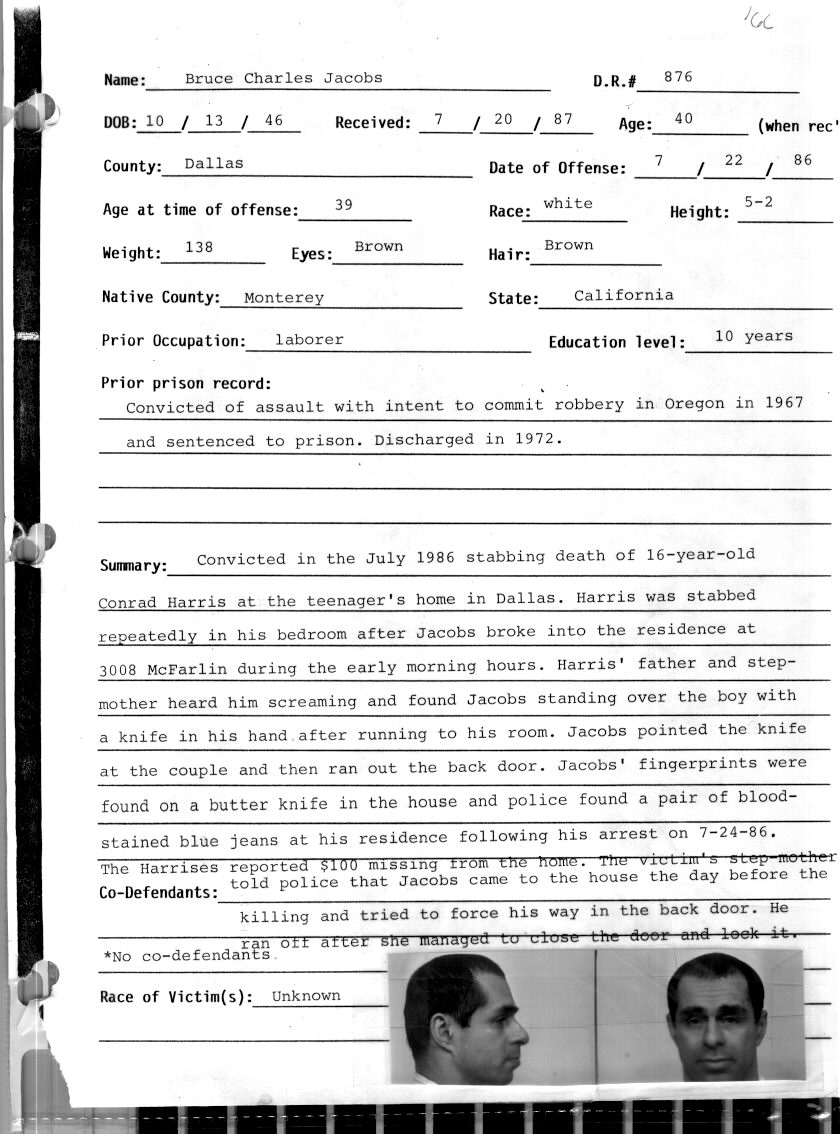 Name: Bruce Charles Jacobs D.R.# 876
DOB: 10 / 13 / 46 Received: 7 / 20 / 87 Age: 40 (when rec'
County: Dallas Date of Offense: 7 / 22 / 86
Age at time of offense: 39 Race: white Height: 5-2
Weight: 138 Eyes: Brown Hair: Brown
Native County: Monterey State: California
Prior Occupation: laborer Education level: 10 years
Prior prison record:
Convicted of assault with intent to commit robbery in Oregon in 1967
and sentenced to prison. Discharged in 1972.
Summary: Convicted in the July 1986 stabbing death of 16-year-old
Conrad Harris at the teenager's home in Dallas. Harris was stabbed
repeatedly in his bedroom after Jacobs broke into the residence at
3008 McFarlin during the early morning hours. Harris' father and step-
mother heard him screaming and found Jacobs standing over the boy with
a knife in his hand after running to his room. Jacobs pointed the knife
at the couple and then ran out the back door. Jacobs' fingerprints were
found on a butter knife in the house and police found a pair of blood-
stained blue jeans at his residence following his arrest on 7-24-86.
The Harrises reported $100 missing from the home. The victim's step-mother
Co-Defendants: told police that Jacobs came to the house the day before the
killing and tried to force his way in the back door. He
ran off after she managed to close the door and lock it.
*No co-defendants.
Race of Victim(s): Unknown